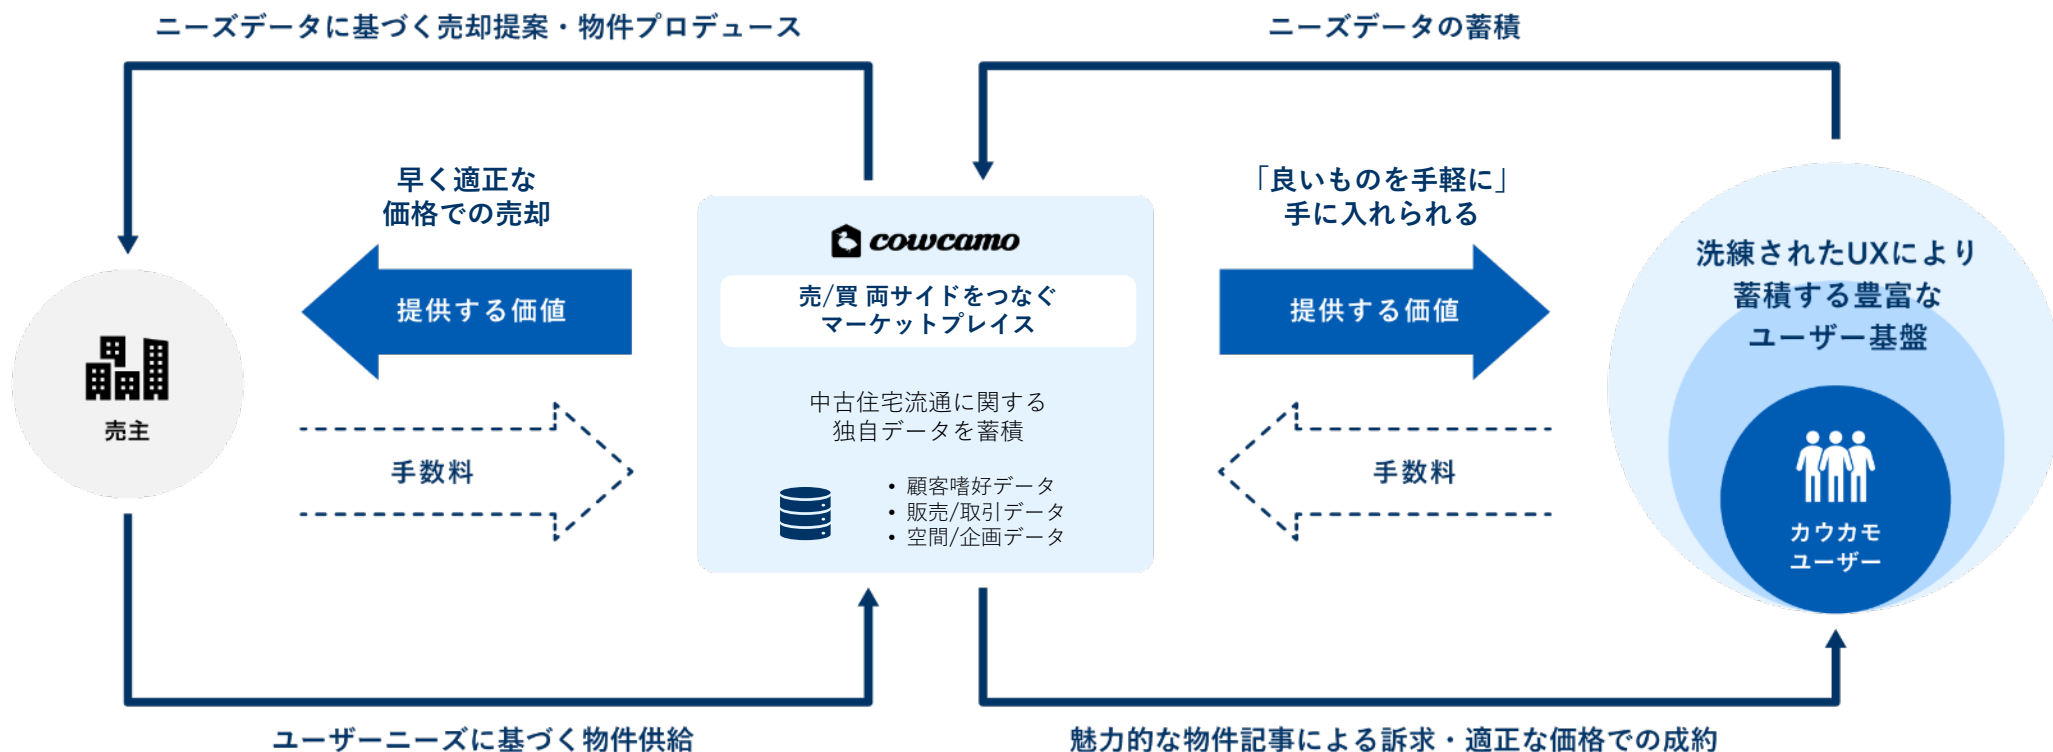 ニーズデータに基づく売却提案・物件プロデュース
ニーズデータの蓄積
早く適正な
価格での売却
提供する価値
手数料
売主
cowcamo
売/買 両サイドをつなぐ
マーケットプレイス
中古住宅流通に関する
独自データを蓄積
• 顧客嗜好データ
• 販売/取引データ
• 空間/企画データ
「良いものを手軽に」
手に入れられる
提供する価値
手数料
洗練されたUXにより
蓄積する豊富な
ユーザー基盤
カウカモ
ユーザー
ユーザーニーズに基づく物件供給
魅力的な物件記事による訴求・適正な価格での成約